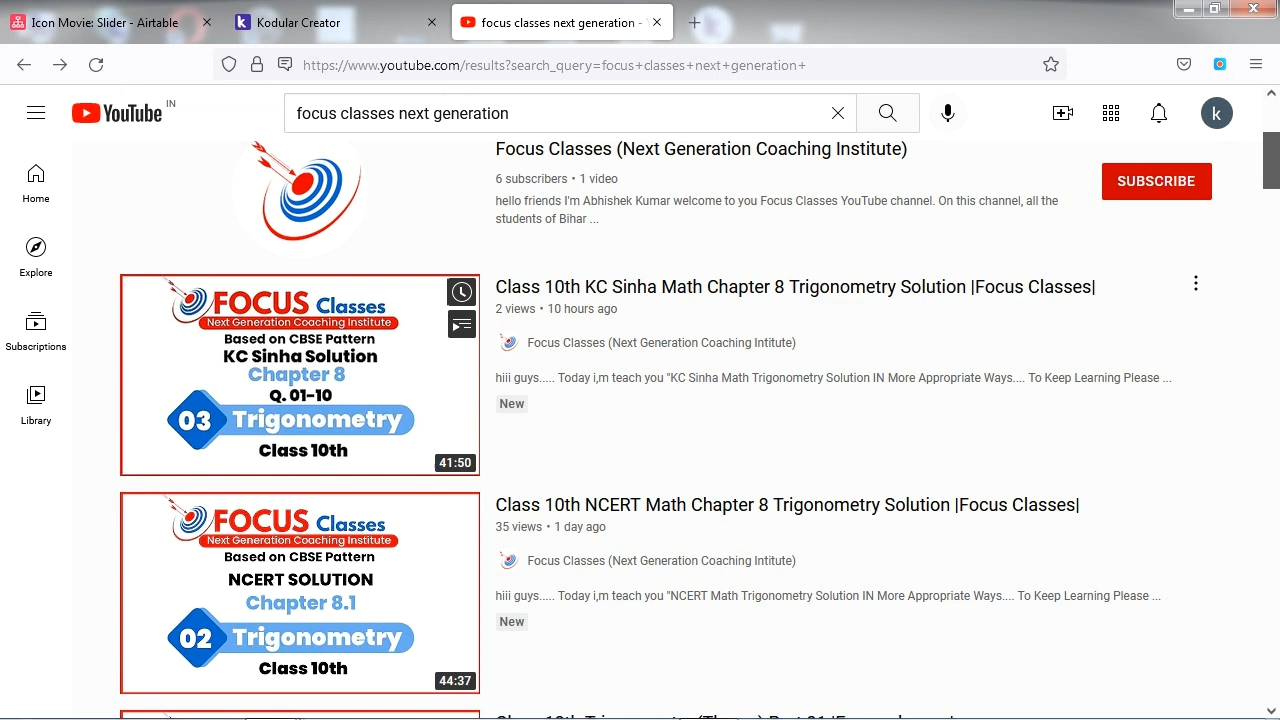 Icon Movie: Slider - Airtable
Kodular Creator
focus classes next generation -
https://www.youtube.com/results?search_query=focus+classes+next+generation+
YouTube IN
focus classes next generation
k
Home
Explore
Subscriptions
Library
Focus Classes (Next Generation Coaching Institute)
6 subscribers • 1 video
hello friends I'm Abhishek Kumar welcome to you Focus Classes YouTube channel. On this channel, all the
students of Bihar ...
SUBSCRIBE
FOCUS Classes
Next Generation Coaching Institute
Based on CBSE Pattern
KC Sinha Solution
Chapter 8
Q. 01-10
03 Trigonometry
Class 10th
41:50
Class 10th KC Sinha Math Chapter 8 Trigonometry Solution |Focus Classes|
2 views • 10 hours ago
Focus Classes (Next Generation Coaching Intitute)
hiii guys..... Today i,m teach you "KC Sinha Math Trigonometry Solution IN More Appropriate Ways.... To Keep Learning Please ...
New
FOCUS Classes
Next Generation Coaching Institute
Based on CBSE Pattern
NCERT SOLUTION
Chapter 8.1
02 Trigonometry
Class 10th
44:37
Class 10th NCERT Math Chapter 8 Trigonometry Solution |Focus Classes|
35 views • 1 day ago
Focus Classes (Next Generation Coaching Intitute)
hiii guys..... Today i,m teach you "NCERT Math Trigonometry Solution IN More Appropriate Ways.... To Keep Learning Please ...
New